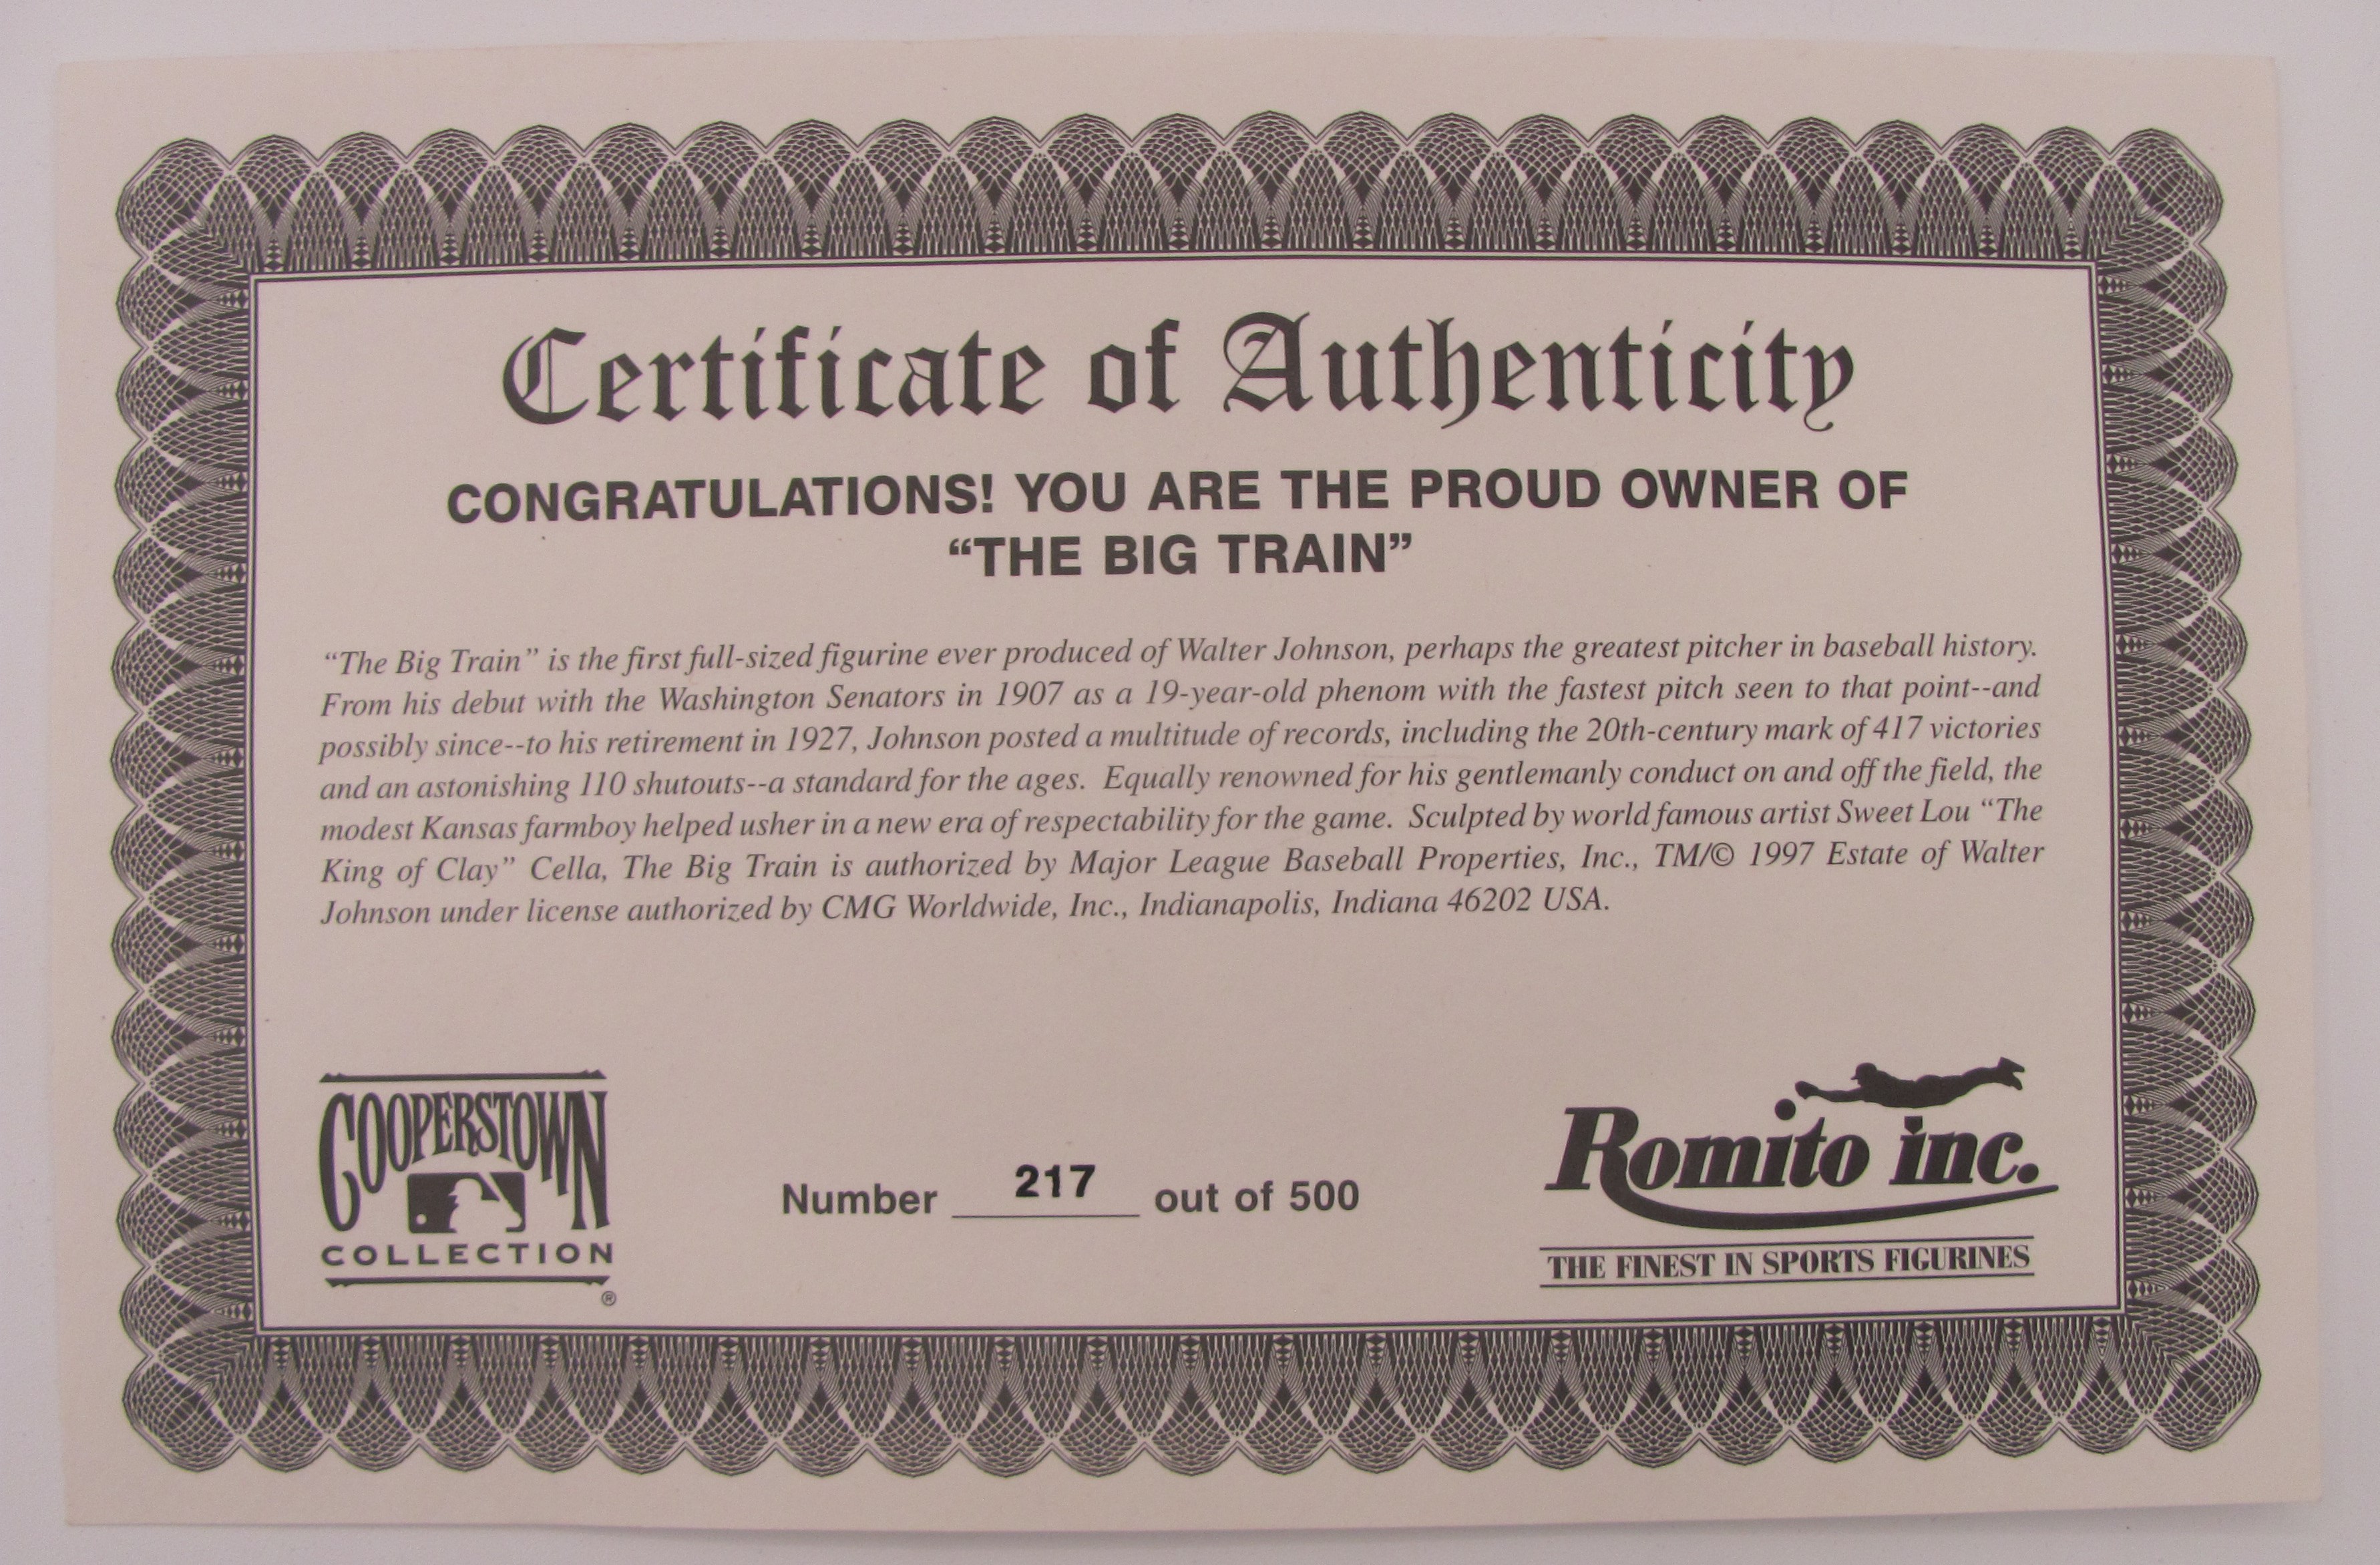 Certificate of Authenticity
CONGRATULATIONS! YOU ARE THE PROUD OWNER OF
“THE BIG TRAIN”
“The Big Train” is the first full-sized figurine ever produced of Walter Johnson, perhaps the greatest pitcher in baseball history.
From his debut with the Washington Senators in 1907 as a 19-year-old phenom with the fastest pitch seen to that point--and
possibly since--to his retirement in 1927, Johnson posted a multitude of records, including the 20th-century mark of 417 victories
and an astonishing 110 shutouts--a standard for the ages. Equally renowned for his gentlemanly conduct on and off the field, the
modest Kansas farmboy helped usher in a new era of respectability for the game. Sculpted by world famous artist Sweet Lou “The
King of Clay” Cella, The Big Train is authorized by Major League Baseball Properties, Inc., TM/© 1997 Estate of Walter
Johnson under license authorized by CMG Worldwide, Inc., Indianapolis, Indiana 46202 USA.
COOPERSTOWN
COLLECTION
®
Number 217 out of 500
Romito inc.
THE FINEST IN SPORTS FIGURINES